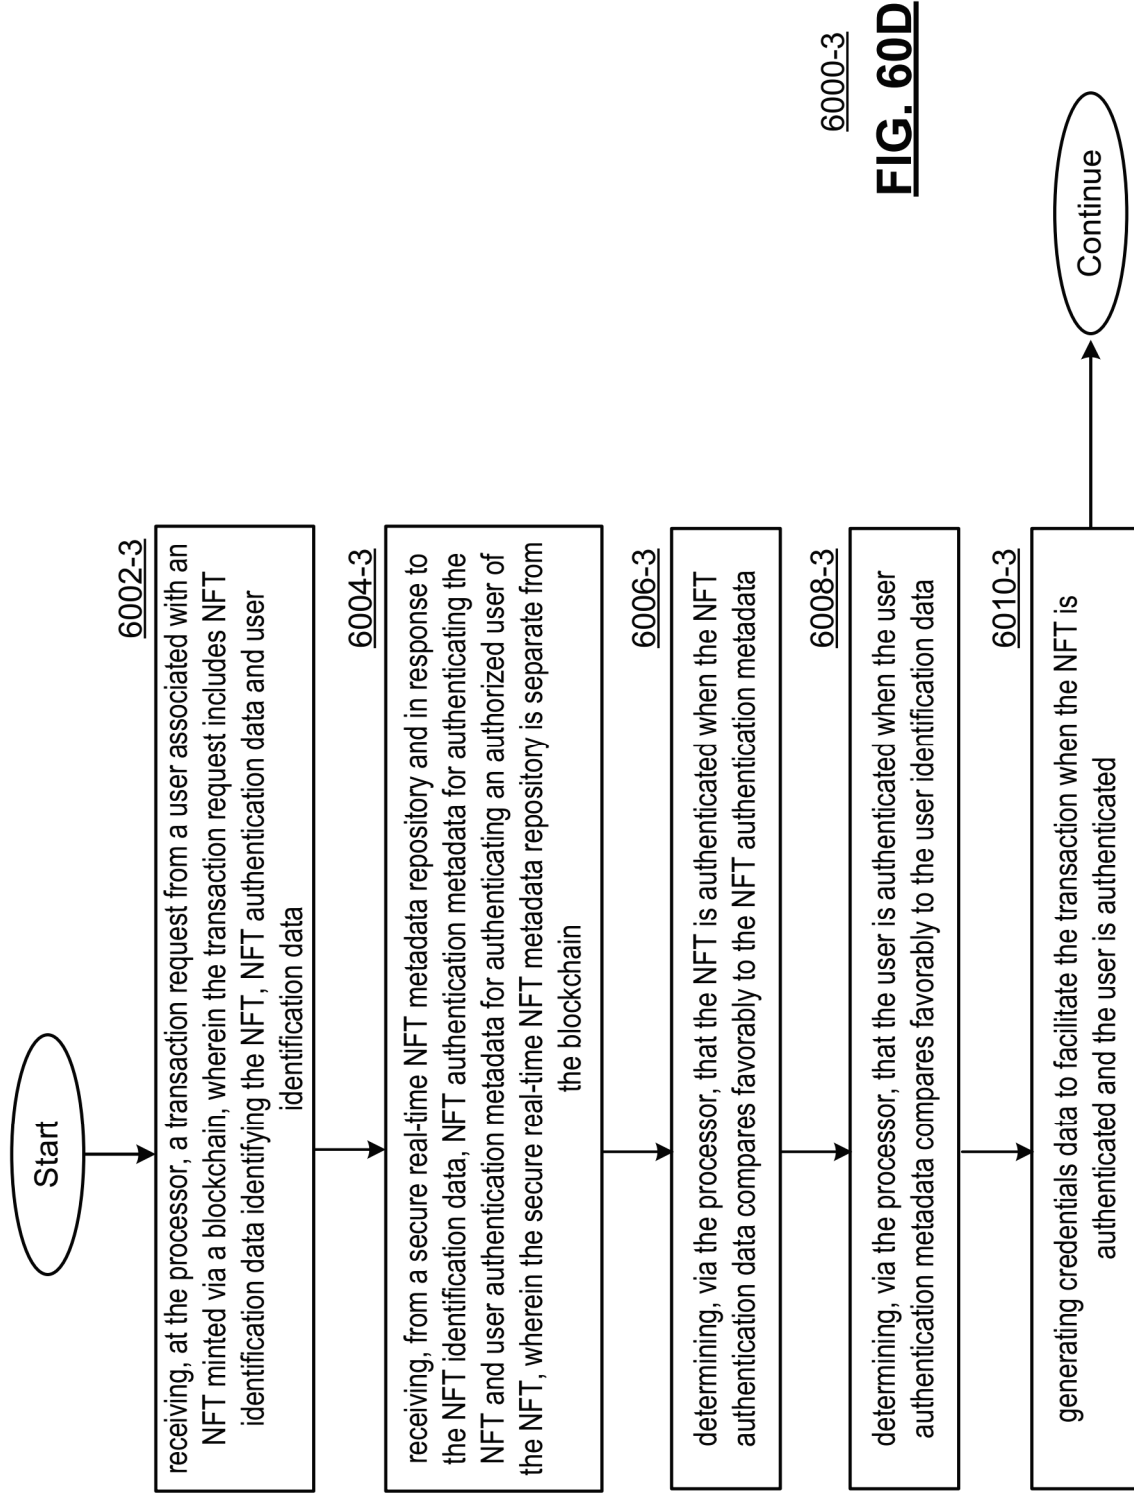 Start
6002-3
receiving, at the processor, a transaction request from a user associated with an
NFT minted via a blockchain, wherein the transaction request includes NFT
identification data identifying the NFT, NFT authentication data and user
identification data
6004-3
receiving, from a secure real-time NFT metadata repository and in response to
the NFT identification data, NFT authentication metadata for authenticating the
NFT and user authentication metadata for authenticating an authorized user of
the NFT, wherein the secure real-time NFT metadata repository is separate from
the blockchain
6006-3
determining, via the processor, that the NFT is authenticated when the NFT
authentication data compares favorably to the NFT authentication metadata
6008-3
determining, via the processor, that the user is authenticated when the user
authentication metadata compares favorably to the user identification data
6010-3
generating credentials data to facilitate the transaction when the NFT is
authenticated and the user is authenticated
Continue
6000-3
FIG. 60D